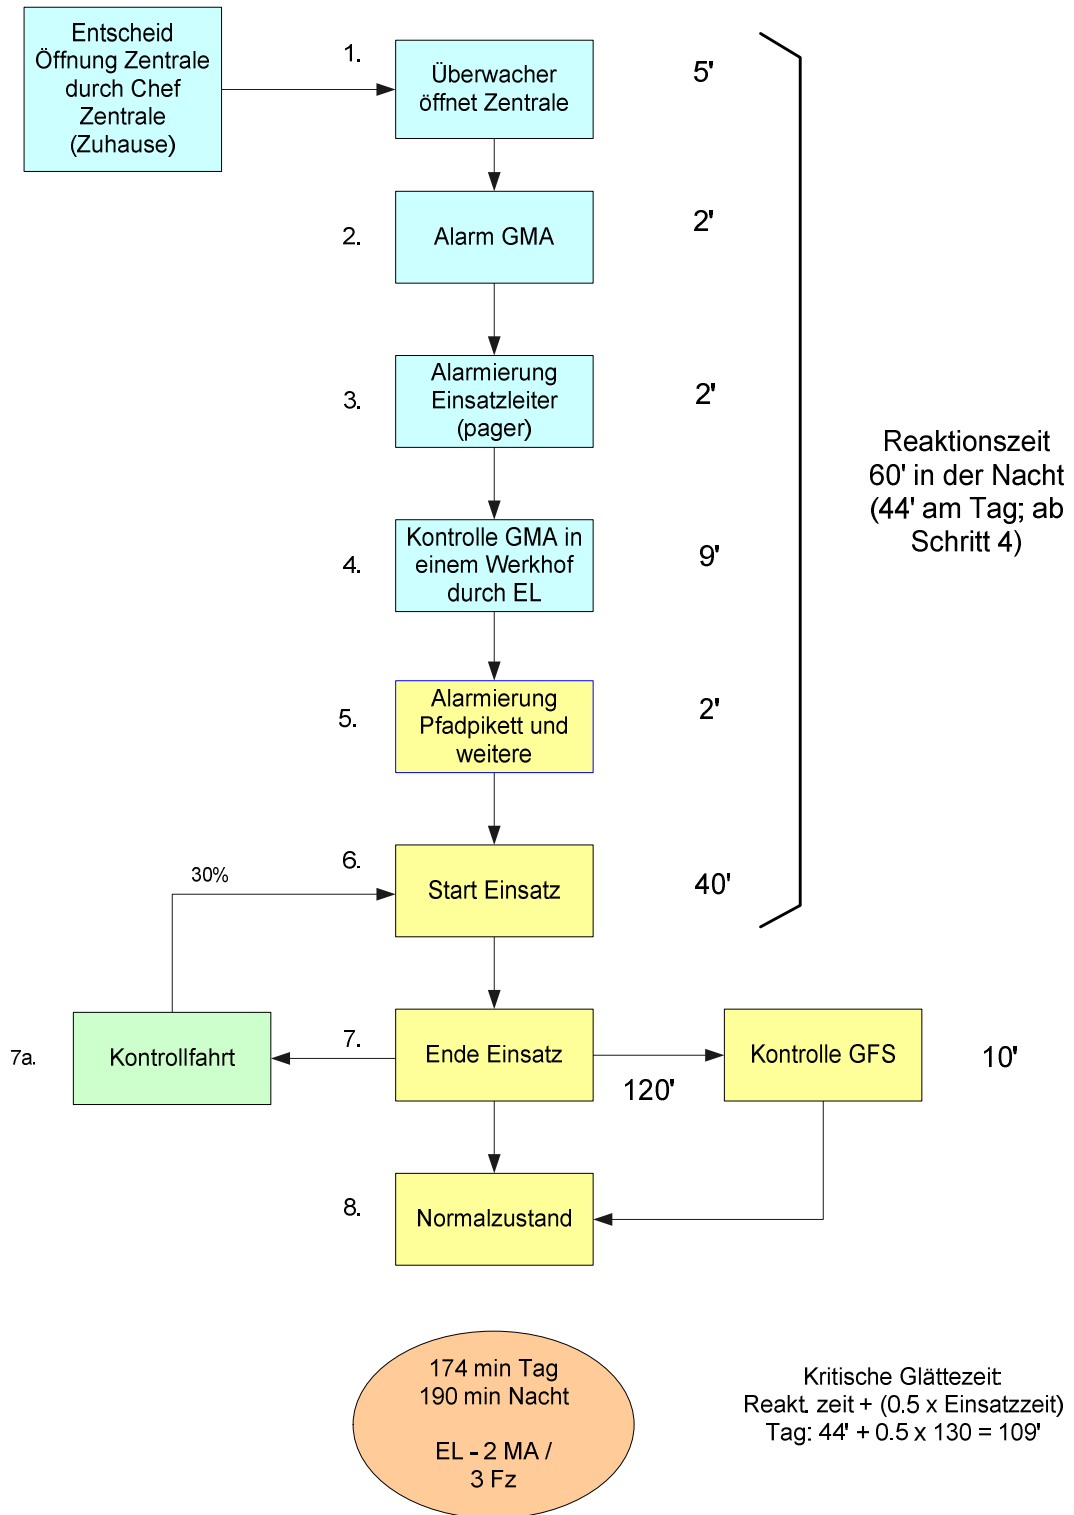 Entscheid
Öffnung Zentrale
durch Chef
Zentrale
(Zuhause)
1.
Überwacher
öffnet Zentrale
5'
2.
Alarm GMA
2'
3.
Alarmierung
Einsatzleiter
(pager)
2'
Reaktionszeit
60' in der Nacht
(44' am Tag; ab
Schritt 4)
4.
Kontrolle GMA in
einem Werkhof
durch EL
9'
5.
Alarmierung
Pfadpikett und
weitere
2'
6.
30%
Start Einsatz
40'
7a.
Kontrollfahrt
7.
Ende Einsatz
120'
Kontrolle GFS
10'
8.
Normalzustand
174 min Tag
190 min Nacht
EL - 2 MA /
3 Fz
Kritische Glättezeit:
Reakt. zeit + (0.5 x Einsatzzeit)
Tag: 44' + 0.5 x 130 = 109'